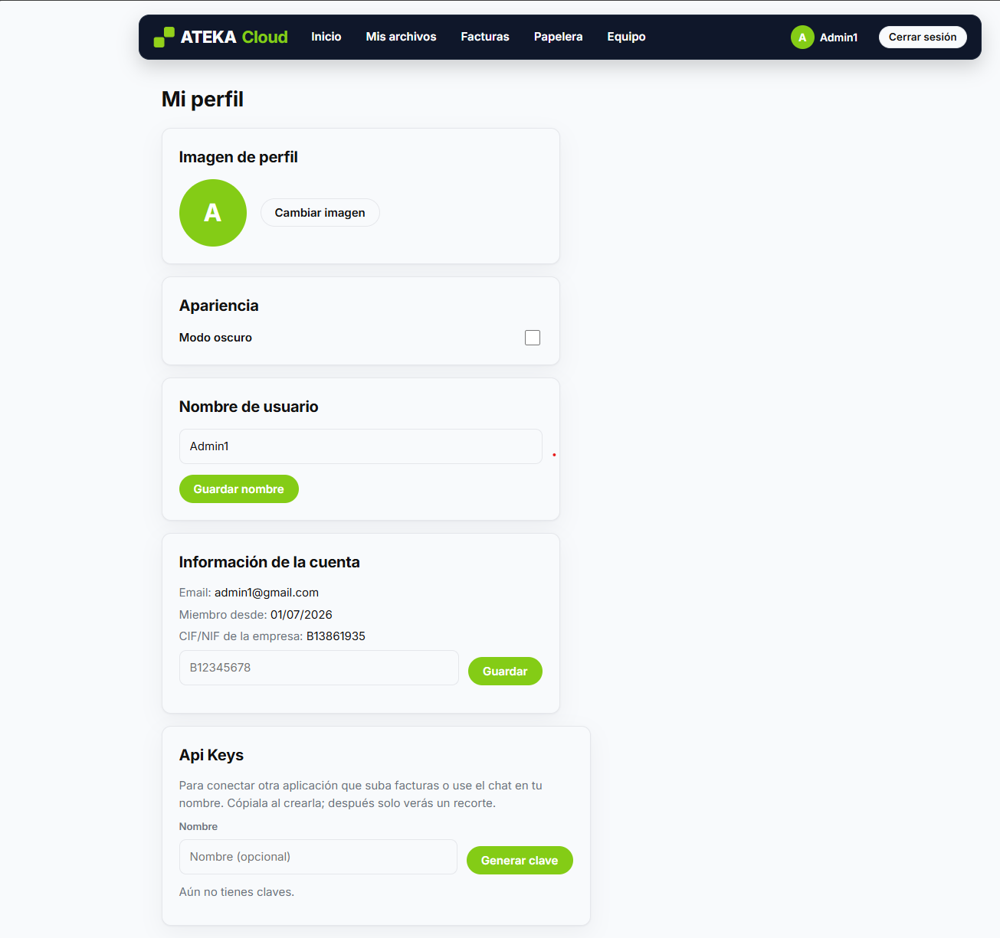 ATEKA Cloud Inicio Mis archivos Facturas Papelera Equipo A Admin1 Cerrar sesión
Mi perfil
Imagen de perfil
A
Cambiar imagen
Apariencia
Modo oscuro
Nombre de usuario
Admin1
Guardar nombre
Información de la cuenta
Email: admin1@gmail.com
Miembro desde: 01/07/2026
CIF/NIF de la empresa: B13861935
B12345678
Guardar
Api Keys
Para conectar otra aplicación que suba facturas o use el chat en tu
nombre. Cópiala al crearla; después solo verás un recorte.
Nombre
Nombre (opcional)
Generar clave
Aún no tienes claves.